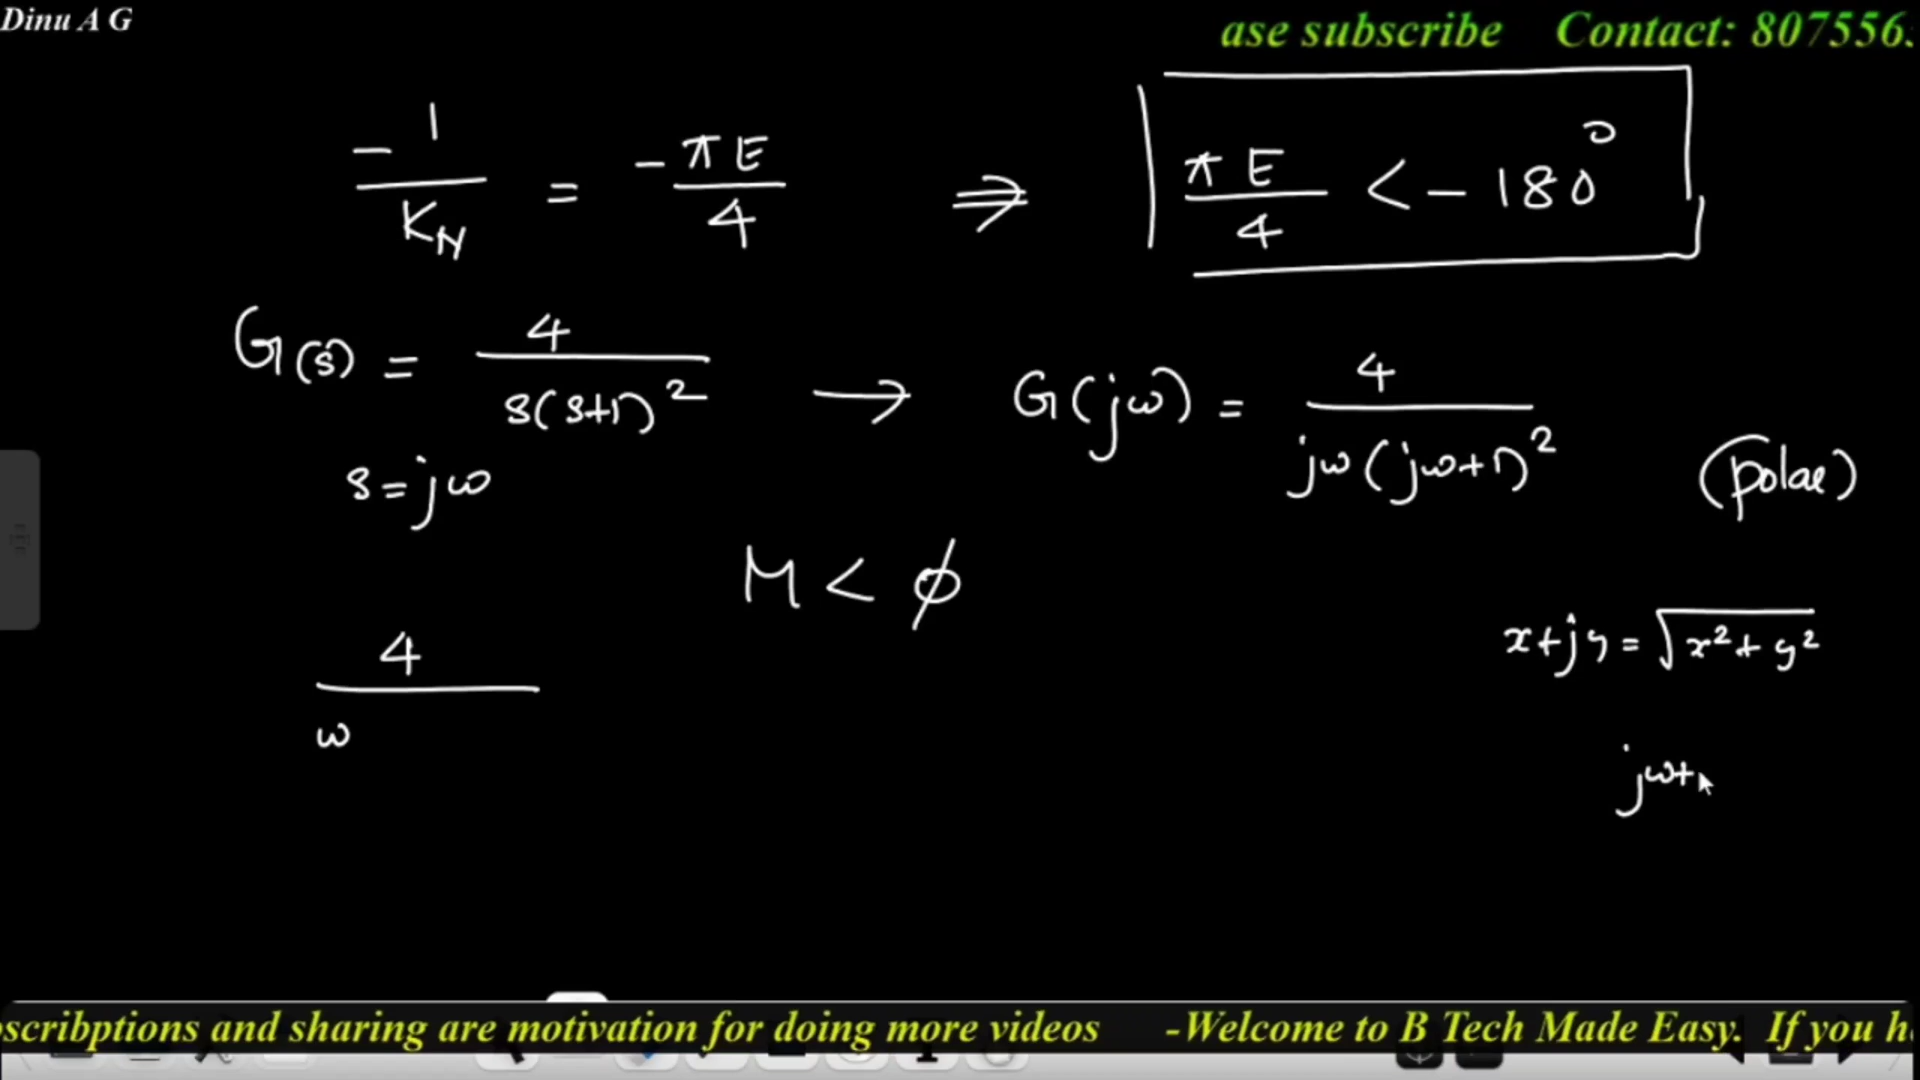 Dinu A G
ase subscribe Contact: 807556
-1/K_N = -πE/4 ⇒ πE/4 < -180°
G(s) = 4/s(s+1)² → G(jω) = 4/jω(jω+1)² (polar)
s=jω
M < ϕ
x+jy = √x²+y²
4/ω
jω+
scribptions and sharing are motivation for doing more videos -Welcome to B Tech Made Easy. If you h